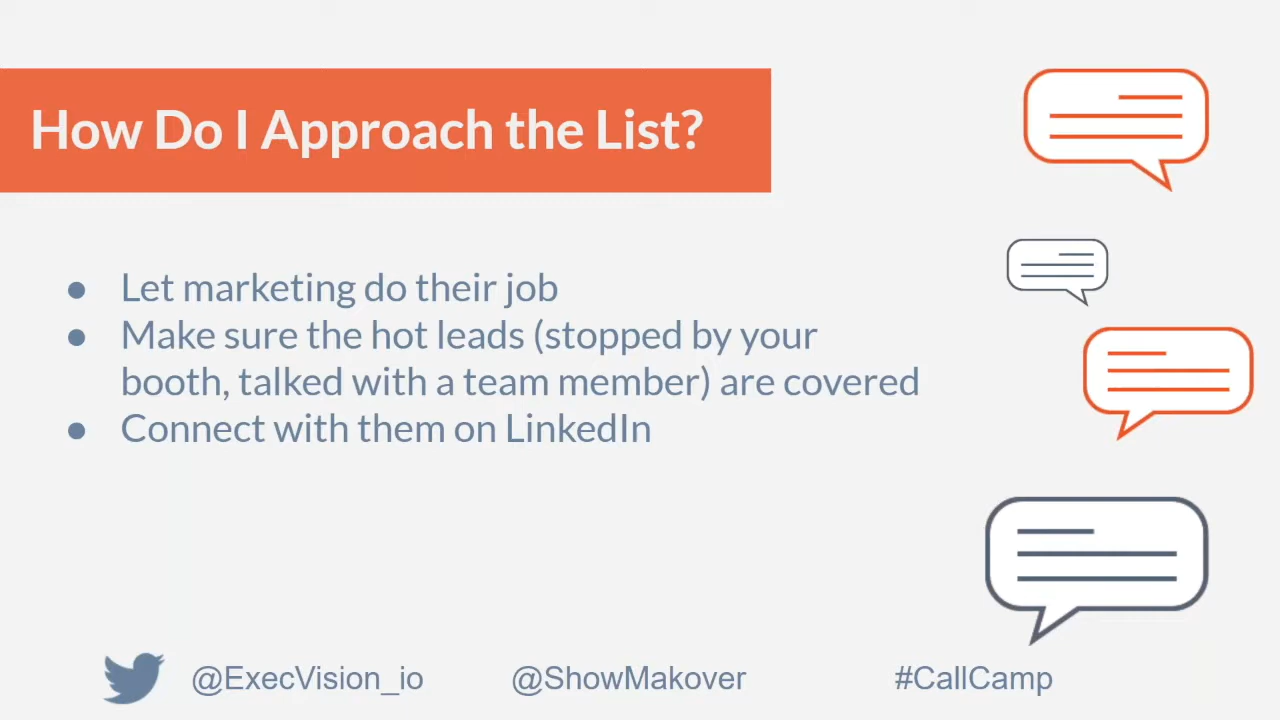 How Do I Approach the List?
● Let marketing do their job
● Make sure the hot leads (stopped by your
booth, talked with a team member) are covered
● Connect with them on LinkedIn
@ExecVision_io @ShowMakover #CallCamp